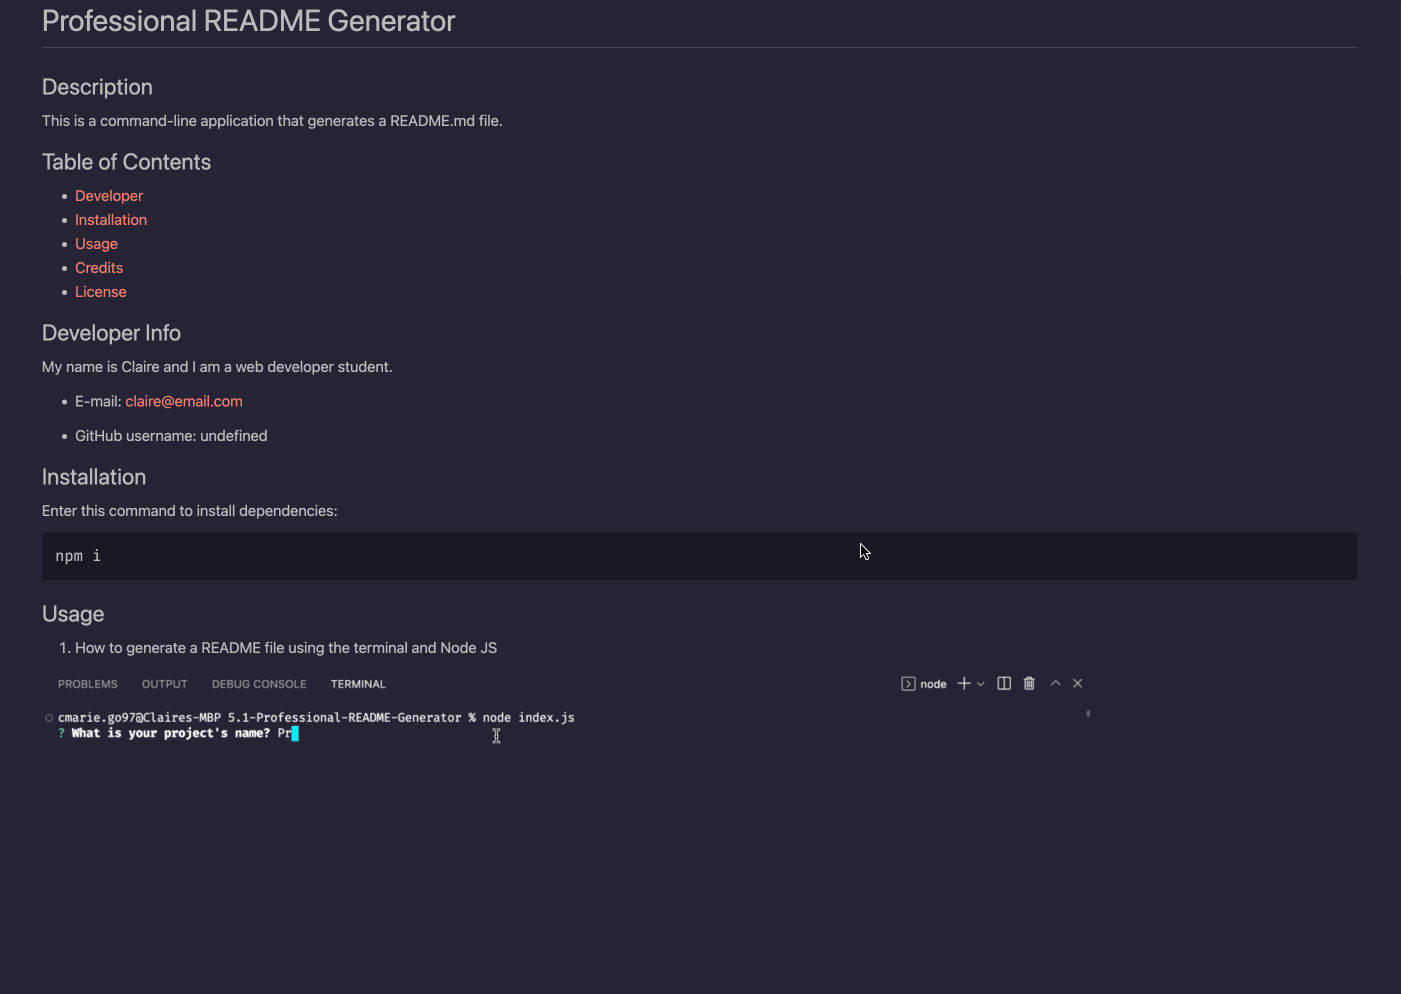 Professional README Generator
Description
This is a command-line application that generates a README.md file.
Table of Contents
Developer
Installation
Usage
Credits
License
Developer Info
My name is Claire and I am a web developer student.
E-mail: claire@email.com
GitHub username: undefined
Installation
Enter this command to install dependencies:
npm i
Usage
1. How to generate a README file using the terminal and Node JS
PROBLEMS OUTPUT DEBUG CONSOLE TERMINAL node
cmarie.go97@Claires-MBP 5.1-Professional-README-Generator % node index.js
? What is your project's name? Pr